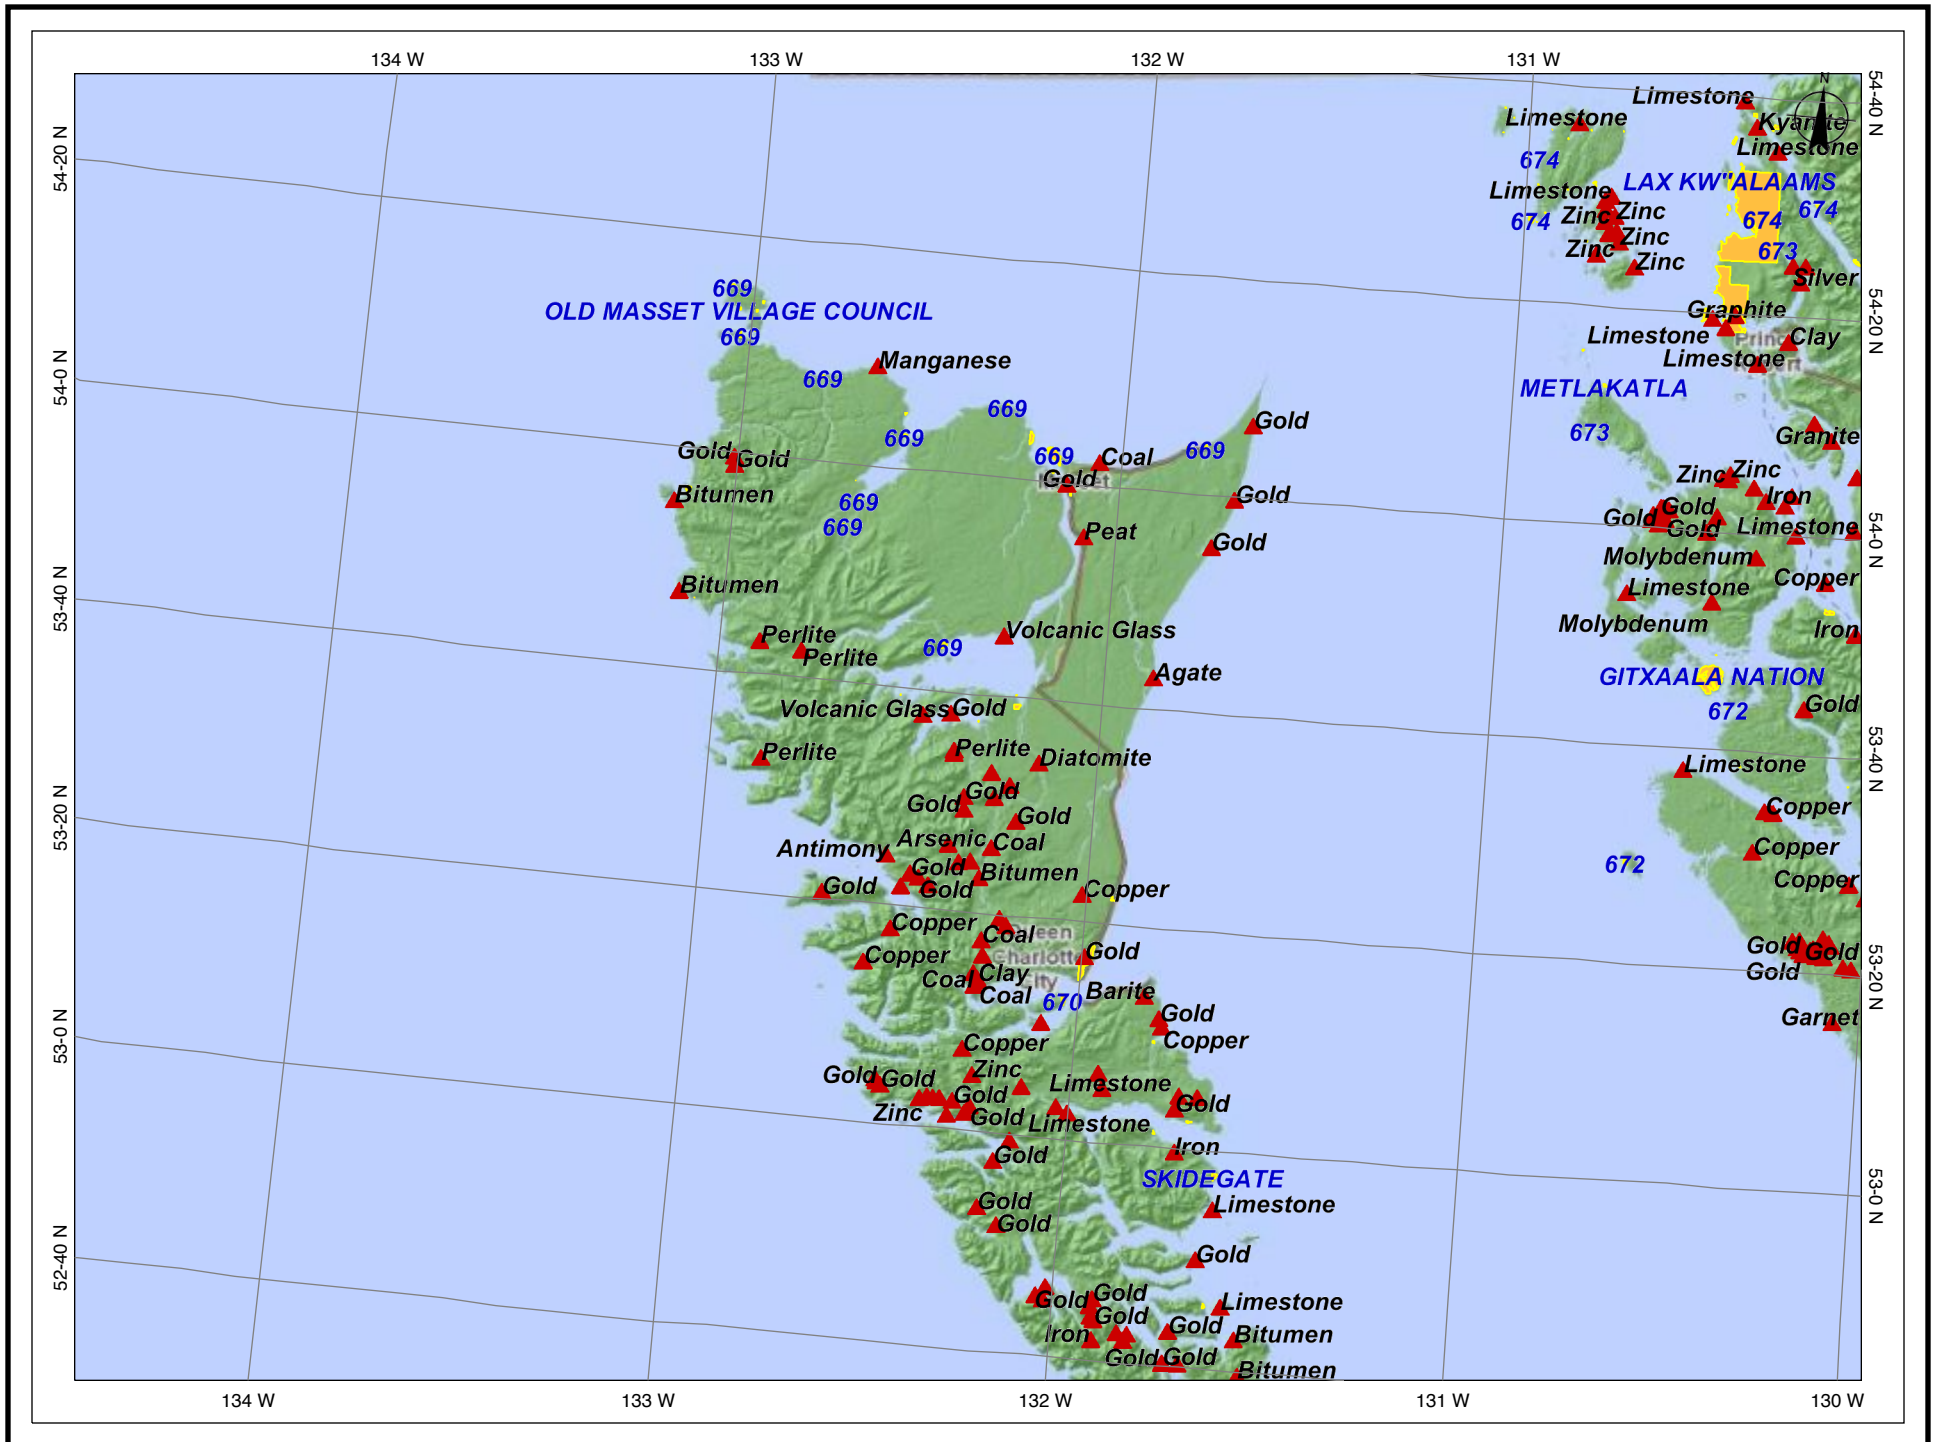 134 W
133 W
132 W
131 W
54-40 N
54-20 N
54-0 N
53-40 N
53-20 N
53-0 N
52-40 N
N
Limestone
Limestone
Kyanite
Limestone
674
LAX KW"ALAAMS
Limestone
674
Zinc
Zinc
674
674
Zinc
Zinc
673
Zinc
Silver
669
OLD MASSET VILLAGE COUNCIL
669
Graphite
Limestone
Clay
Prince
Rupert
Limestone
Manganese
669
METLAKATLA
669
Gold
673
669
Granite
Gold
Gold
669
Coal
669
Gold
Masset
Zinc
Zinc
Bitumen
669
Gold
Iron
669
Peat
Gold
Gold
Gold
Gold
Limestone
54-20 N
54-0 N
Molybdenum
Bitumen
Limestone
Copper
Perlite
Perlite
669
Volcanic Glass
Molybdenum
Iron
Agate
GITXAALA NATION
672
Gold
Volcanic Glass
Gold
Perlite
Perlite
Diatomite
Limestone
53-40 N
Gold
Gold
Gold
Copper
Antimony
Arsenic
Coal
Copper
Gold
Gold
Gold
Bitumen
Copper
672
Copper
Copper
Coal
Queen
Charlotte
City
Gold
Gold
Gold
Gold
Copper
Coal
Clay
Coal
53-20 N
670
Barite
Gold
Copper
Garnet
Copper
Gold
Gold
Zinc
Limestone
Zinc
Gold
Gold
Limestone
Gold
Gold
Iron
SKIDEGATE
53-0 N
Gold
Gold
Limestone
Gold
Gold
Gold
Gold
Limestone
Iron
Gold
Bitumen
Gold
Gold
Bitumen
134 W
133 W
132 W
131 W
130 W